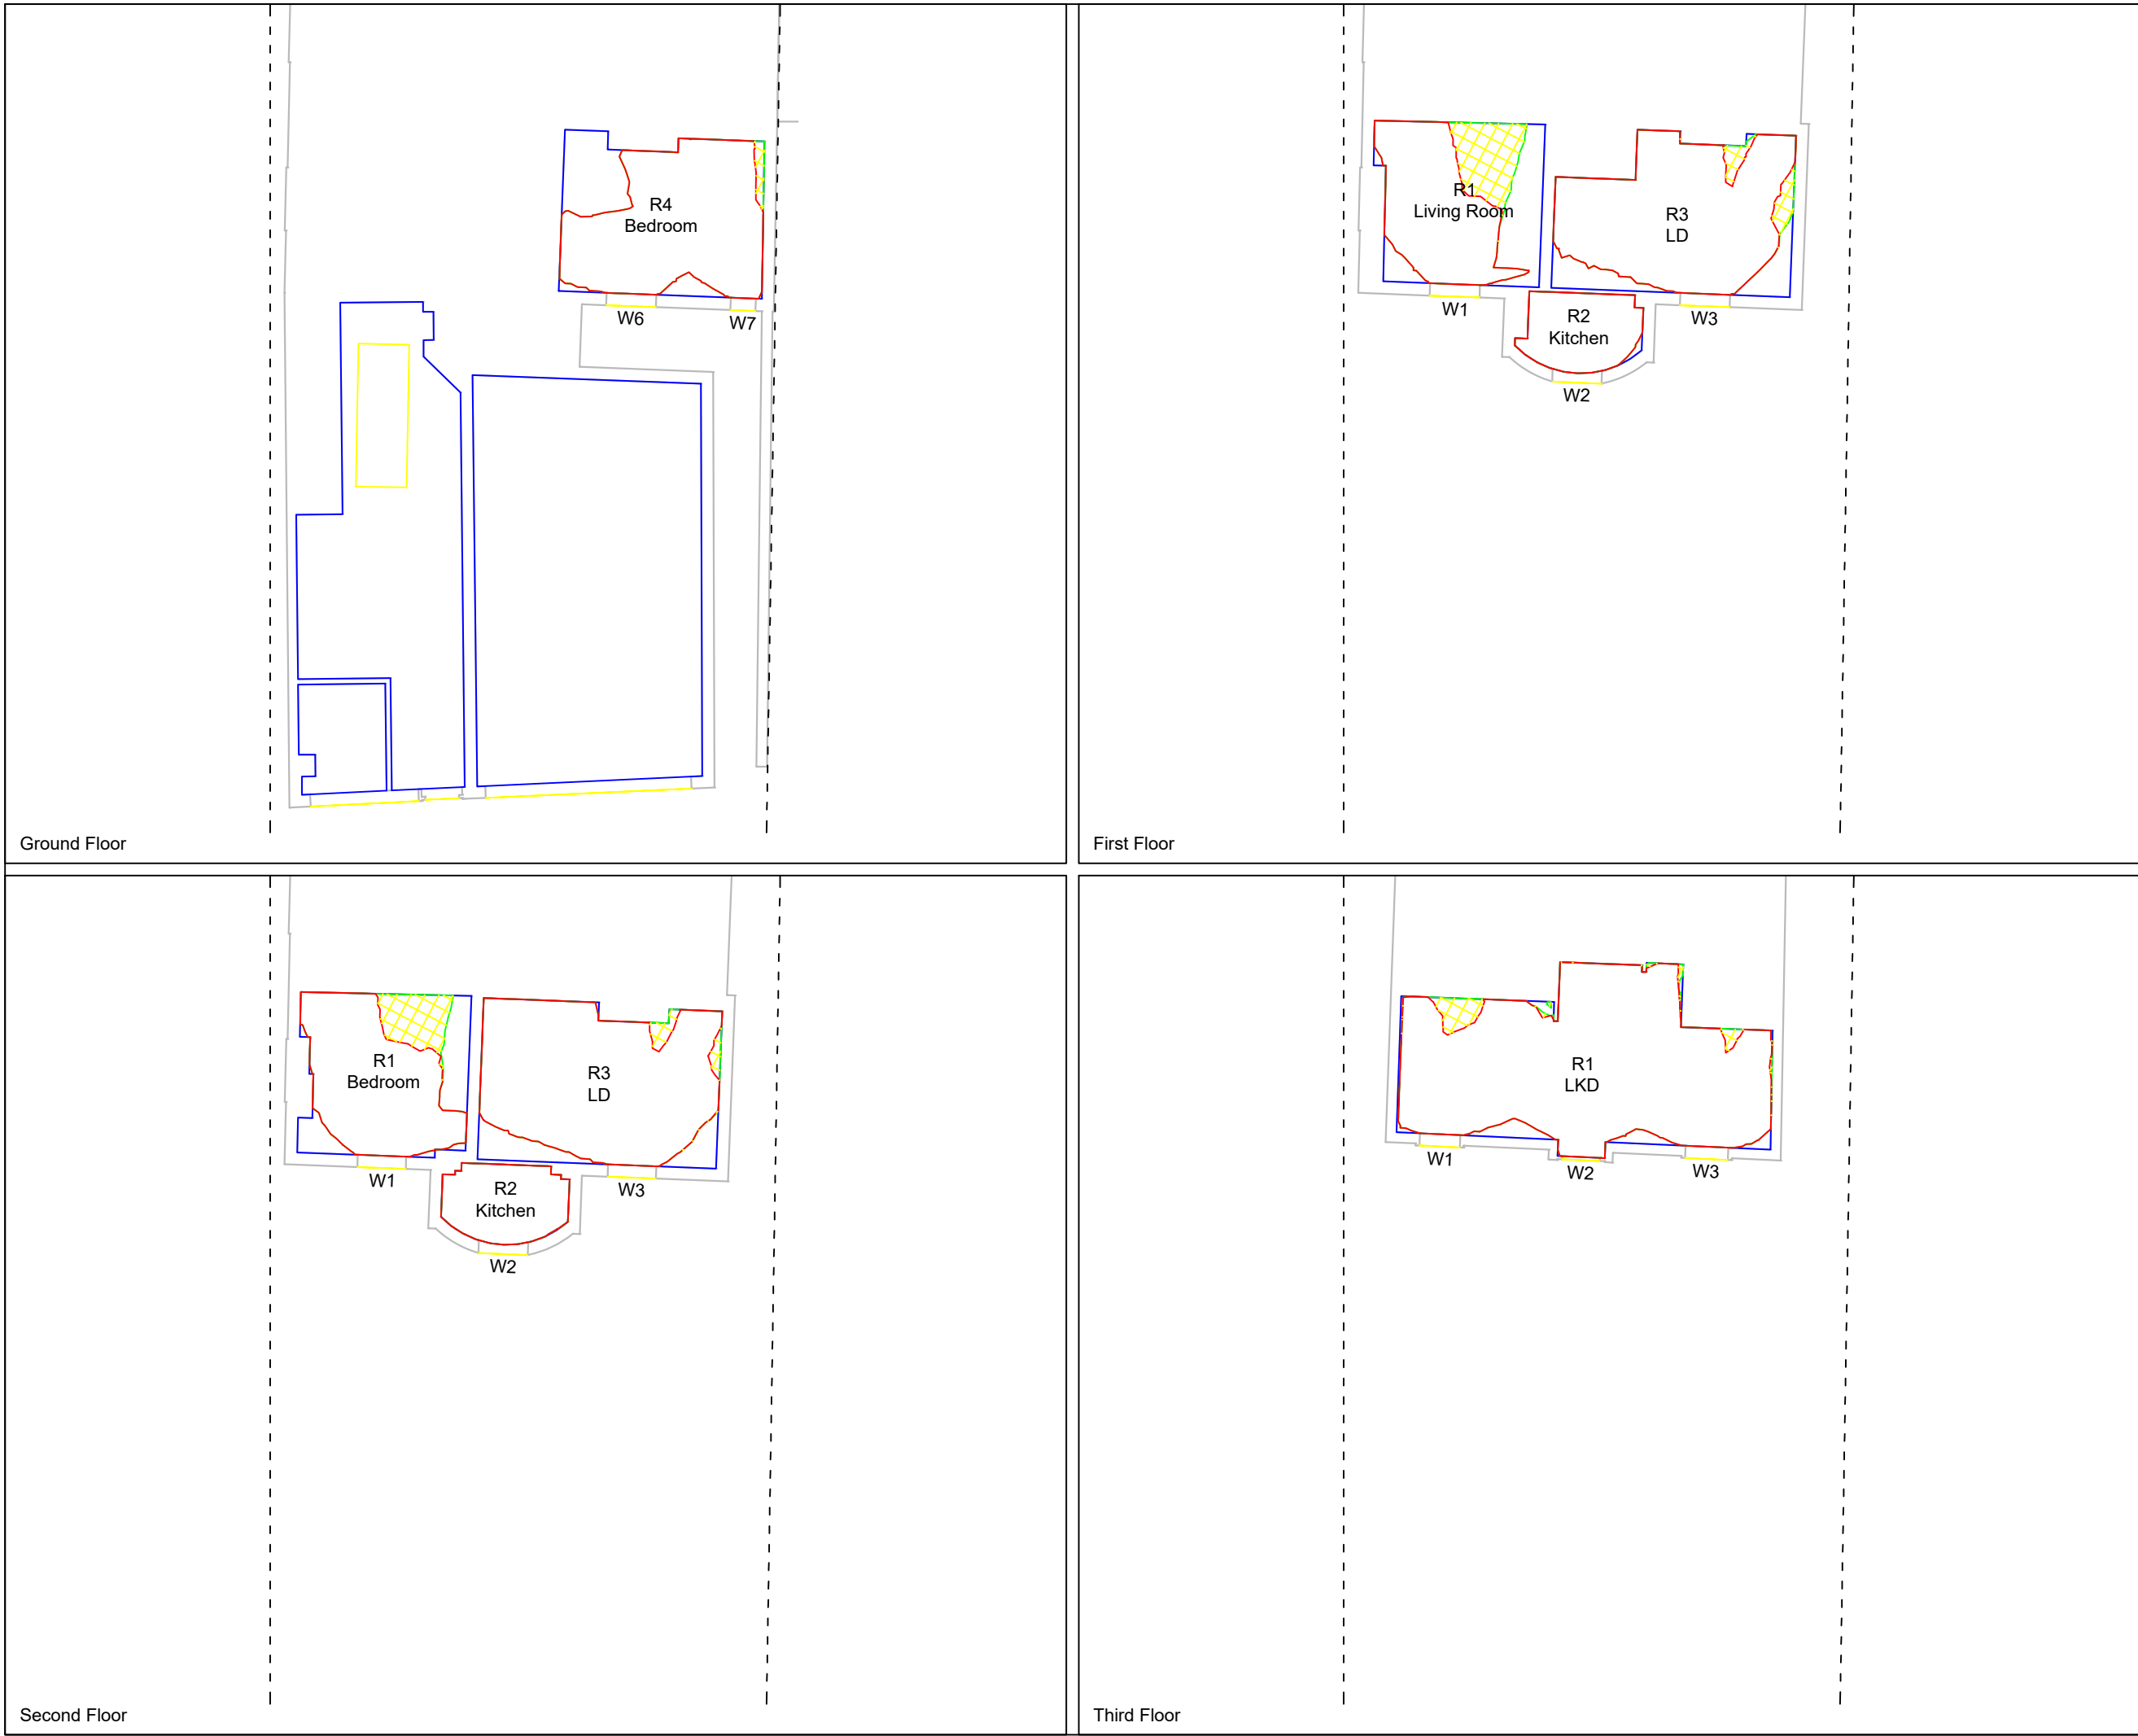 R4
Bedroom
W6
W7
Ground Floor
R1
Living Room
R3
LD
R2
Kitchen
W1
W3
W2
First Floor
R1
Bedroom
R3
LD
R2
Kitchen
W1
W3
W2
Second Floor
R1
LKD
W1
W2
W3
Third Floor